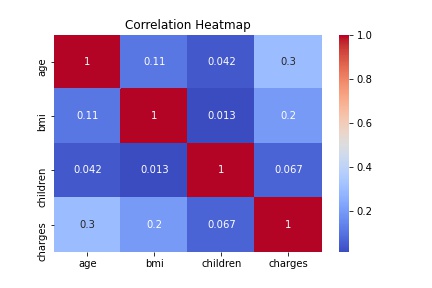 Correlation Heatmap
age
1
0.11
0.042
0.3
bmi
0.11
1
0.013
0.2
children
0.042
0.013
1
0.067
charges
0.3
0.2
0.067
1
age
bmi
children
charges
1.0
0.8
0.6
0.4
0.2